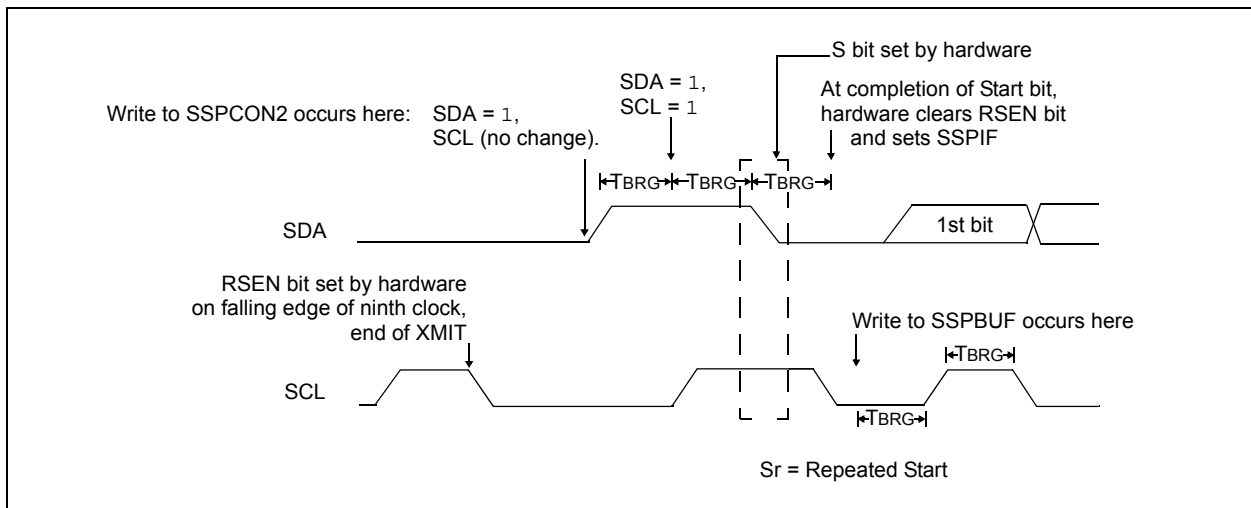 S bit set by hardware
SDA = 1,
SCL = 1
At completion of Start bit,
hardware clears RSEN bit
and sets SSPIF
Write to SSPCON2 occurs here:
SDA = 1,
SCL (no change).
TBRG
TBRG
TBRG
SDA
1st bit
RSEN bit set by hardware
on falling edge of ninth clock,
end of XMIT
Write to SSPBUF occurs here
TBRG
SCL
TBRG
Sr = Repeated Start